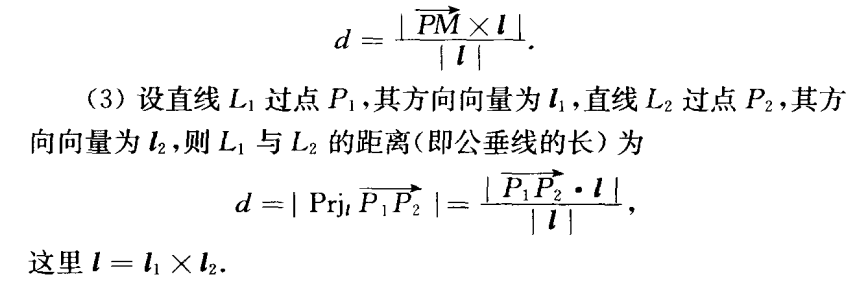 $d = \frac{|\overrightarrow{PM} \times \boldsymbol{l}|}{|\boldsymbol{l}|}.$
(3) 设直线 $L_1$ 过点 $P_1$,其方向向量为 $\boldsymbol{l}_1$,直线 $L_2$ 过点 $P_2$,其方
向向量为 $\boldsymbol{l}_2$,则 $L_1$ 与 $L_2$ 的距离(即公垂线的长)为
$d = |\operatorname{Prj}_{\boldsymbol{l}} \overrightarrow{P_1P_2}| = \frac{|\overrightarrow{P_1P_2} \cdot \boldsymbol{l}|}{|\boldsymbol{l}|},$
这里 $\boldsymbol{l} = \boldsymbol{l}_1 \times \boldsymbol{l}_2.$